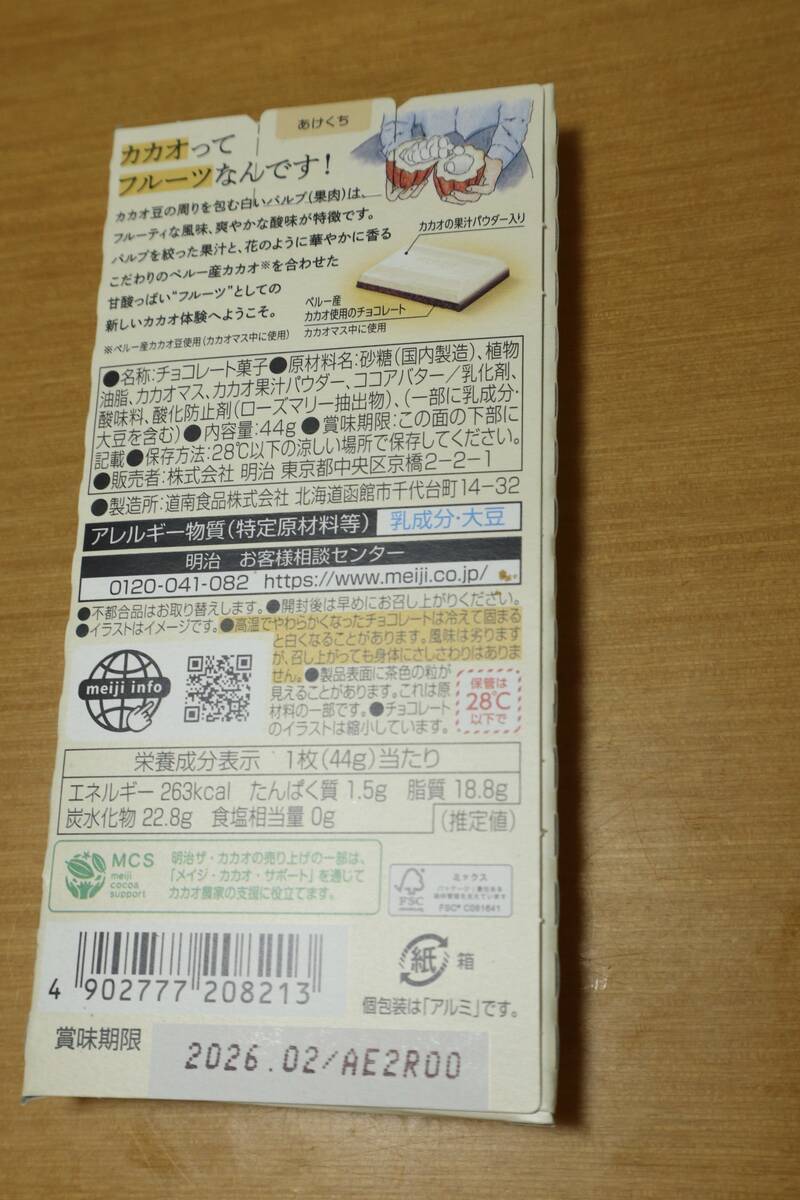 あけくち
カカオって
フルーツなんです！
カカオ豆の周りを包む白いパルプ(果肉)は、
フルーティな風味、爽やかな酸味が特徴です。
パルプを絞った果汁と、花のように華やかに香る
こだわりのペルー産カカオ※を合わせた
甘酸っぱい“フルーツ”としての
新しいカカオ体験へようこそ。
※ペルー産カカオ豆使用(カカオマス中に使用)
カカオの果汁パウダー入り
ペルー産
カカオ使用のチョコレート
カカオマス中に使用
●名称:チョコレート菓子●原材料名:砂糖(国内製造)、植物
油脂、カカオマス、カカオ果汁パウダー、ココアバター／乳化剤、
酸味料、酸化防止剤(ローズマリー抽出物)、(一部に乳成分・
大豆を含む)●内容量:44g●賞味期限:この面の下部に
記載●保存方法:28℃以下の涼しい場所で保存してください。
●販売者:株式会社 明治 東京都中央区京橋2-2-1
●製造所:道南食品株式会社 北海道函館市千代台町14-32
アレルギー物質(特定原材料等) 乳成分・大豆
明治 お客様相談センター
0120-041-082 https://www.meiji.co.jp/
●不都合品はお取り替えします。●開封後は早めにお召し上がりください。
●イラストはイメージです。●高温でやわらかくなったチョコレートは冷えて固まる
と白くなることがあります。風味は劣ります
が、召し上がっても身体にさしさわりはありま
せん。●製品表面に茶色の粒が
見えることがあります。これは原
材料の一部です。●チョコレート
のイラストは縮小しています。
meiji info
保管は
28℃
以下で
栄養成分表示 1枚(44g)当たり
エネルギー 263kcal たんぱく質 1.5g 脂質 18.8g
炭水化物 22.8g 食塩相当量 0g (推定値)
MCS
meiji
cocoa
support
明治ザ・カカオの売り上げの一部は、
「メイジ・カカオ・サポート」を通じて
カカオ農家の支援に役立てます。
FSC
ミックス
FSC® C081641
4 902777 208213
紙 箱
個包装は「アルミ」です。
賞味期限
2026.02/AE2R00